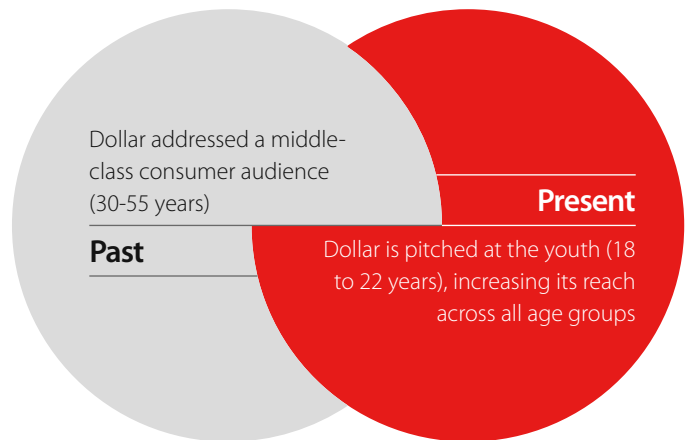 Dollar addressed a middle-
class consumer audience
(30-55 years)
Past
Present
Dollar is pitched at the youth (18
to 22 years), increasing its reach
across all age groups